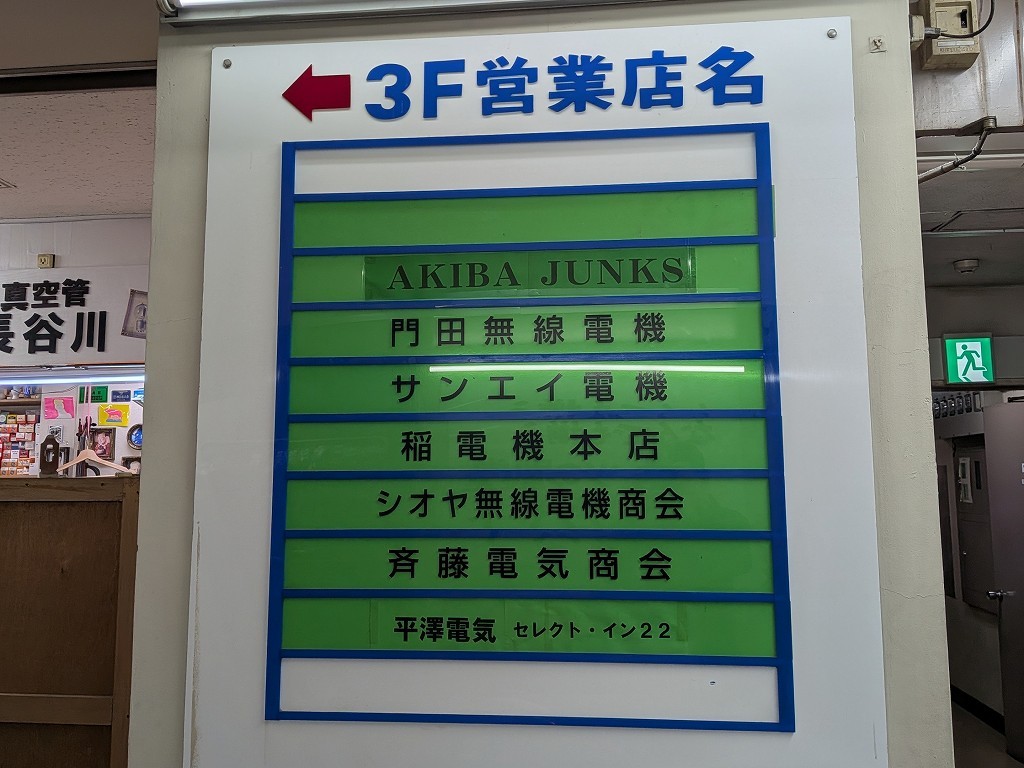 3F営業店名
AKIBA JUNKS
門田無線電機
サンエイ電機
稲電機本店
シオヤ無線電機商会
斉藤電気商会
平澤電気 セレクト・イン22
真空管
長谷川